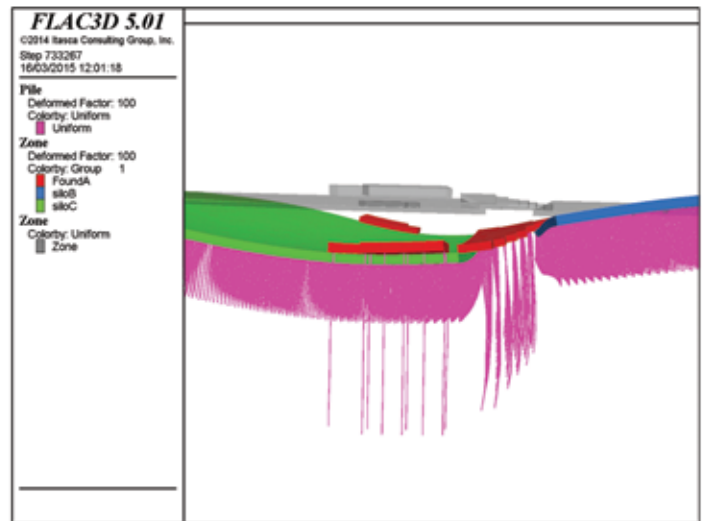 FLAC3D 5.01
©2014 Itasca Consulting Group, Inc.
Step 733267
16/03/2015 12:01:18
Pile
Deformed Factor: 100
Colorby: Uniform
Uniform
Zone
Deformed Factor: 100
Colorby: Group 1
FoundA
siloB
siloC
Zone
Colorby: Uniform
Zone